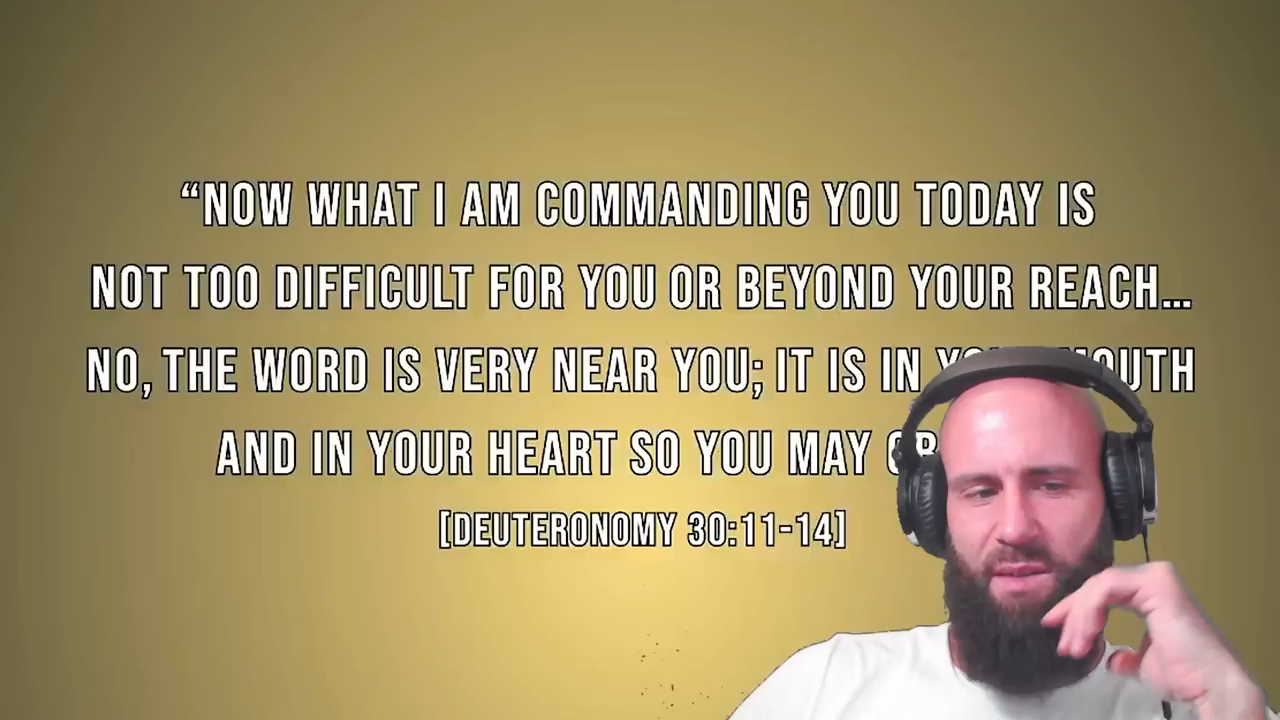 “NOW WHAT I AM COMMANDING YOU TODAY IS
NOT TOO DIFFICULT FOR YOU OR BEYOND YOUR REACH...
NO, THE WORD IS VERY NEAR YOU; IT IS IN
AND IN YOUR HEART SO YOU MAY
[DEUTERONOMY 30:11-14]